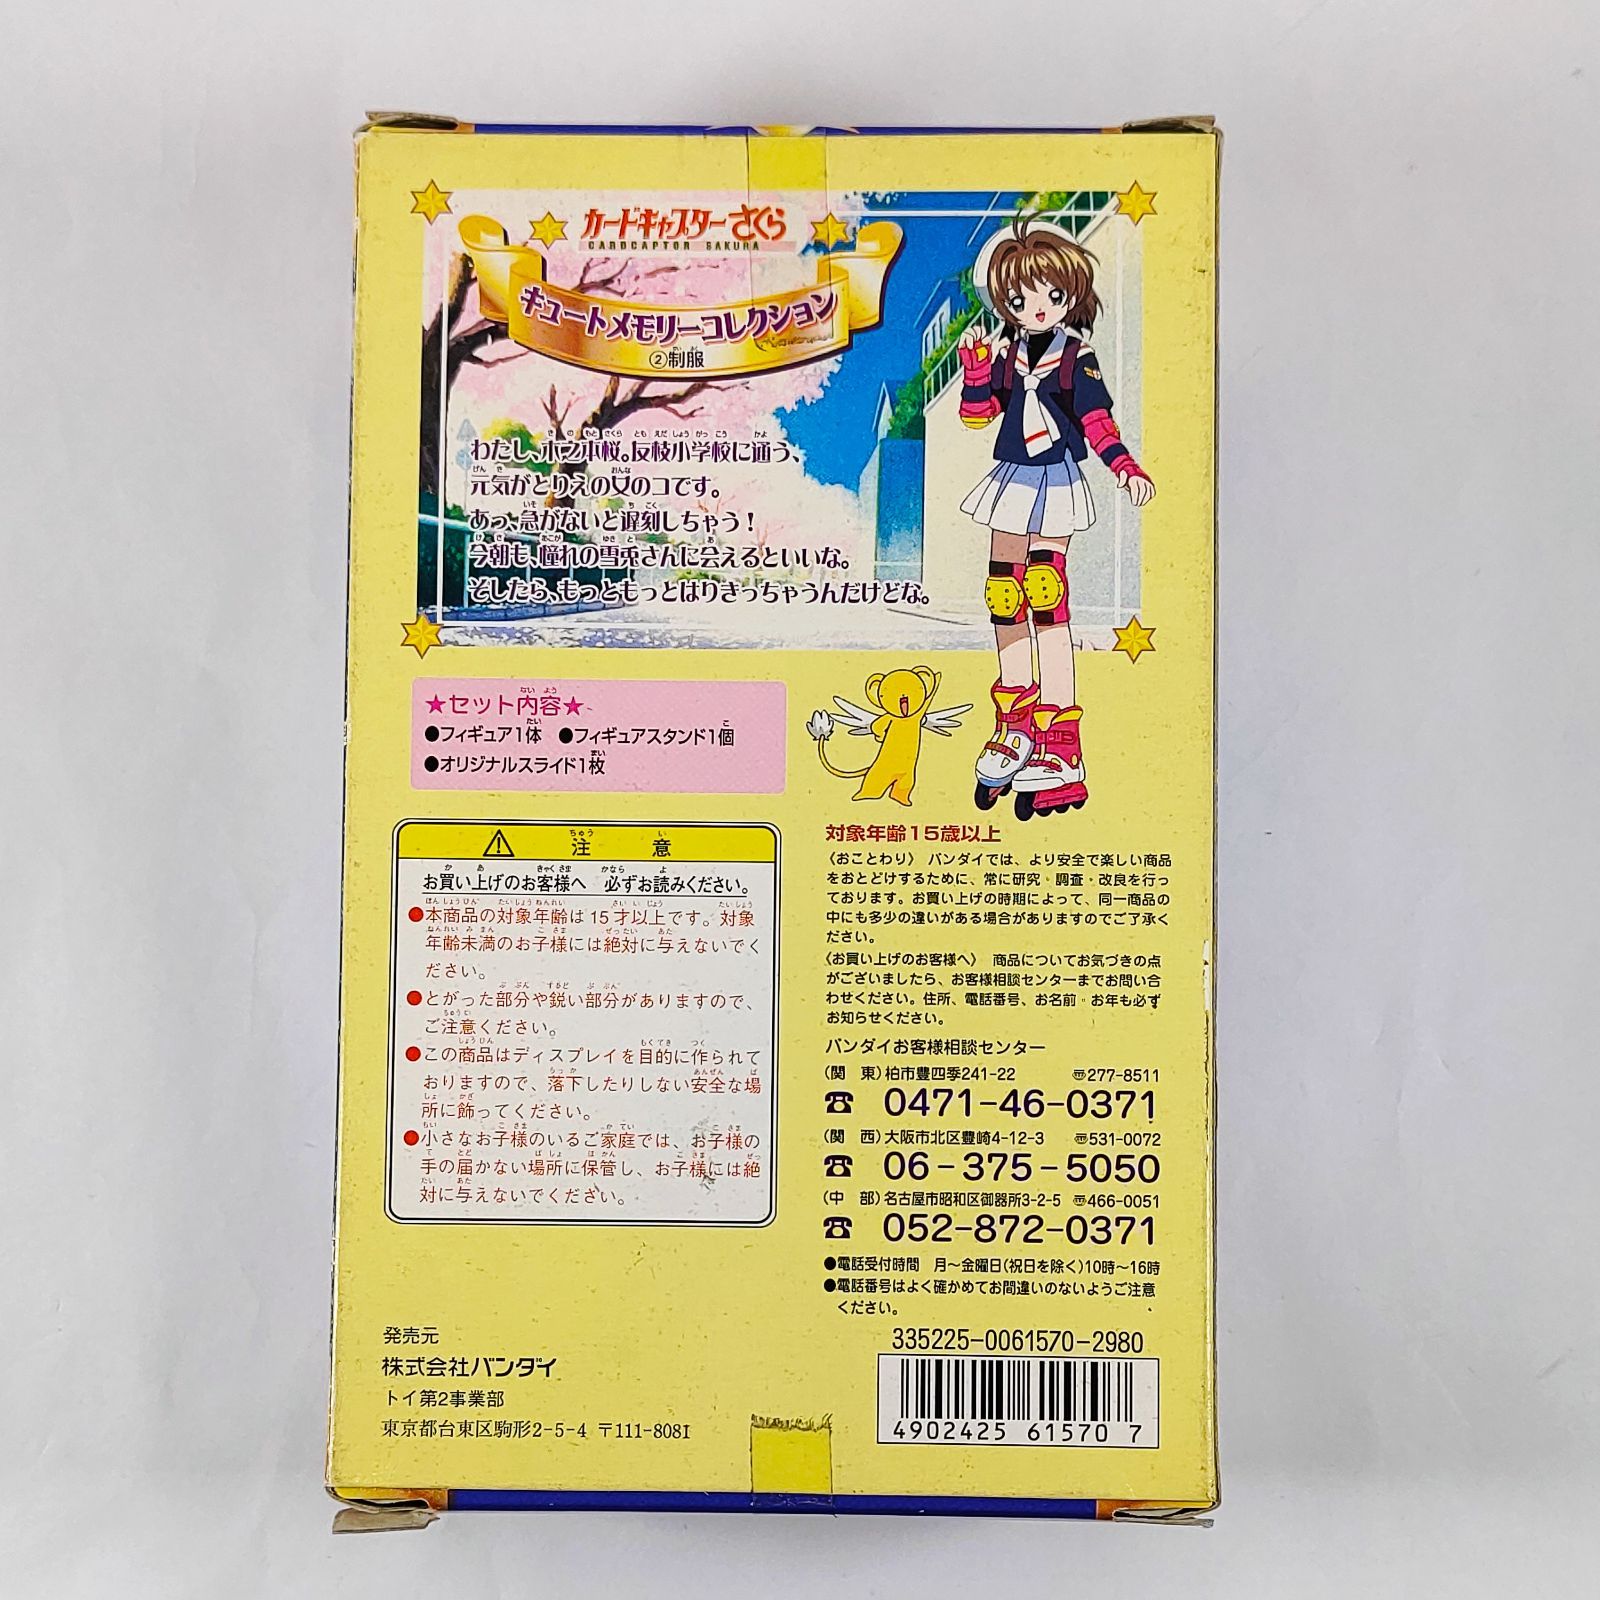 カードキャプターさくら
CARDCAPTOR SAKURA
キュートメモリーコレクション
②制服
わたし、木之本桜。友枝小学校に通う、
元気がとりえの女のコです。
あっ、急がないと遅刻しちゃう!
今朝も、憧れの雪兎さんに会えるといいな。
そしたら、もっともっとはりきっちゃうんだけどな。
★セット内容★
●フィギュア1体 ●フィギュアスタンド1個
●オリジナルスライド1枚
注意
お買い上げのお客様へ 必ずお読みください。
●本商品の対象年齢は15才以上です。対象
年齢未満のお子様には絶対に与えないでく
ださい。
●とがった部分や鋭い部分がありますので、
ご注意ください。
●この商品はディスプレイを目的に作られて
おりますので、落下したりしない安全な場
所に飾ってください。
●小さなお子様のいるご家庭では、お子様の
手の届かない場所に保管し、お子様には絶
対に与えないでください。
発売元
株式会社バンダイ
トイ第2事業部
東京都台東区駒形2-5-4 〒111-8081
対象年齢15歳以上
〈おことわり〉 バンダイでは、より安全で楽しい商品
をおとどけするために、常に研究・調査・改良を行っ
ております。お買い上げの時期によって、同一商品の
中にも多少の違いがある場合がありますのでご了承く
ださい。
〈お買い上げのお客様へ〉 商品についてお気づきの点
がございましたら、お客様相談センターまでお問い合
わせください。住所、電話番号、お名前・お年も必ず
お知らせください。
バンダイお客様相談センター
(関 東)柏市豊四季241-22 〒277-8511
☎ 0471-46-0371
(関 西)大阪市北区豊崎4-12-3 〒531-0072
☎ 06-375-5050
(中 部)名古屋市昭和区御器所3-2-5 〒466-0051
☎ 052-872-0371
●電話受付時間 月～金曜日(祝日を除く)10時～16時
●電話番号はよく確かめてお間違いのないようご注意
ください。
335225-0061570-2980
4902425 61570 7